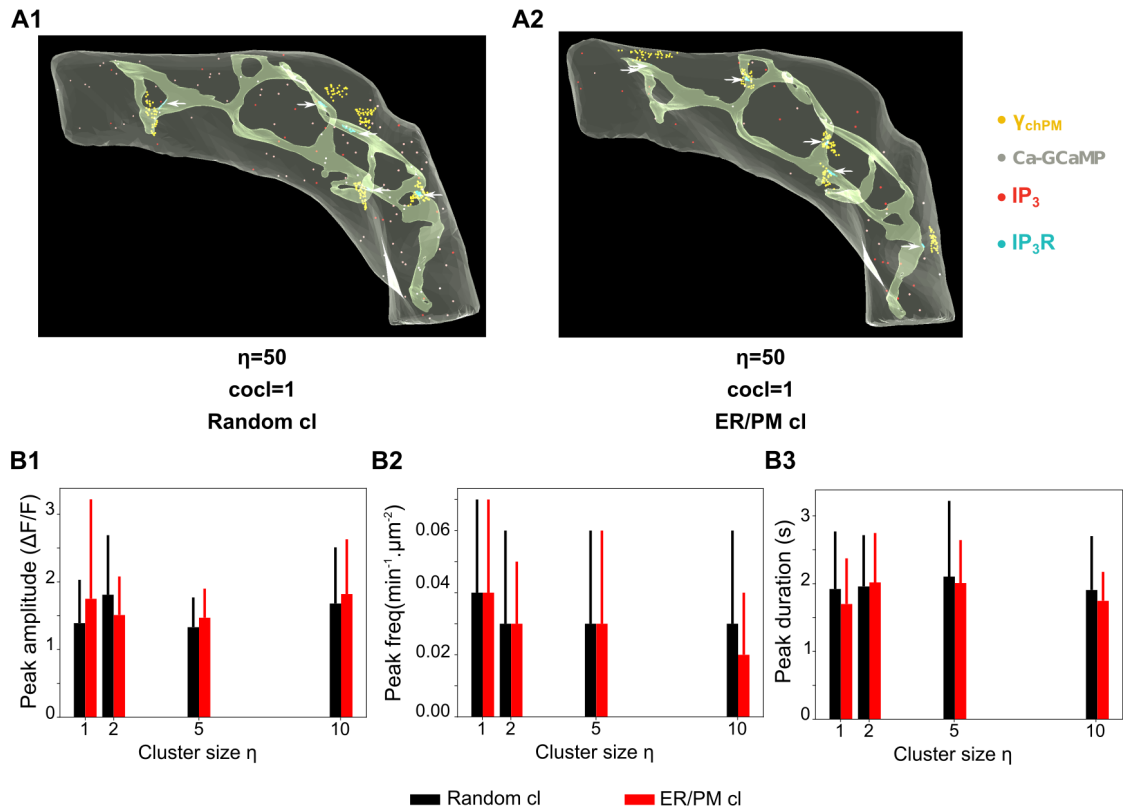 A1
A2
γchPM
Ca-GCaMP
IP3
IP3R
η=50
cocl=1
Random cl
η=50
cocl=1
ER/PM cl
B1
B2
B3
Peak amplitude (ΔF/F)
3
2
1
0
1
2
5
10
Cluster size η
Peak freq(min⁻¹.µm⁻²)
0.06
0.04
0.02
0.00
1
2
5
10
Cluster size η
Peak duration (s)
3
2
1
0
1
2
5
10
Cluster size η
Random cl
ER/PM cl